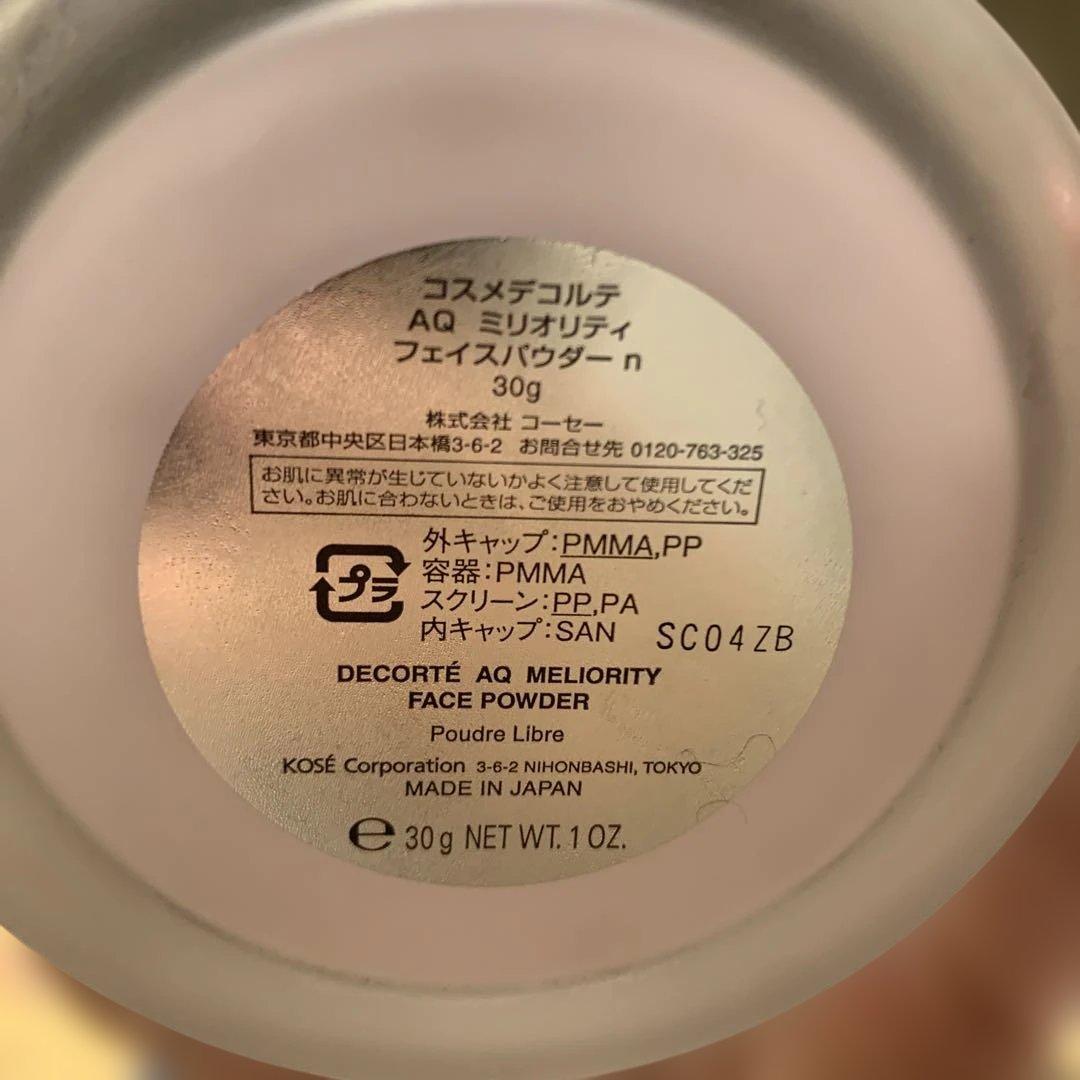 コスメデコルテ
AQ ミリオリティ
フェイスパウダー n
30g
株式会社 コーセー
東京都中央区日本橋3-6-2 お問合せ先 0120-763-325
お肌に異常が生じていないかよく注意して使用してくだ
さい。お肌に合わないときは、ご使用をおやめください。
プラ
外キャップ:PMMA,PP
容器:PMMA
スクリーン:PP,PA
内キャップ:SAN
SC04ZB
DECORTÉ AQ MELIORITY
FACE POWDER
Poudre Libre
KOSÉ Corporation 3-6-2 NIHONBASHI, TOKYO
MADE IN JAPAN
℮ 30g NET WT. 1 OZ.